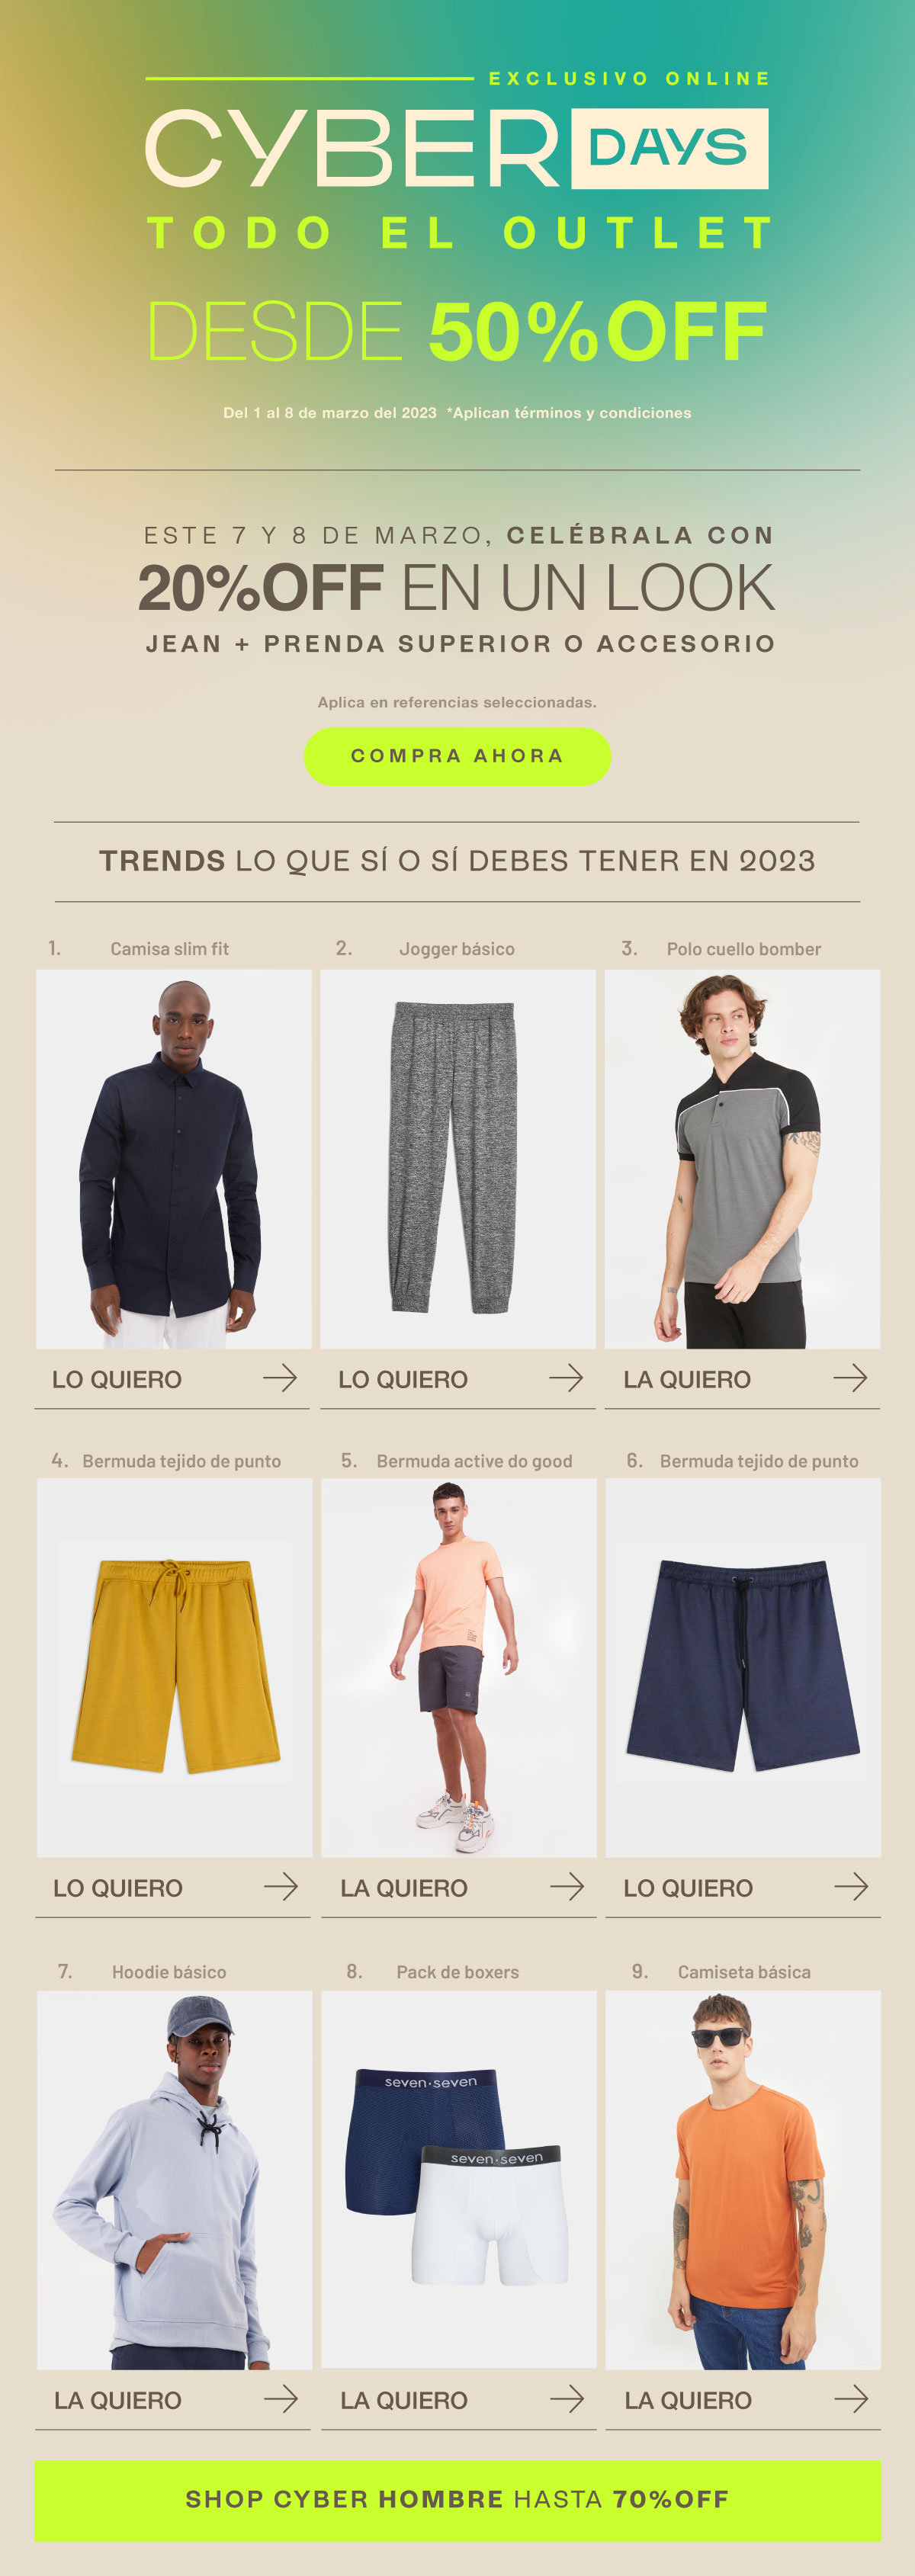 EXCLUSIVO ONLINE
CYBER DAYS
TODO EL OUTLET
DESDE 50%OFF
Del 1 al 8 de marzo del 2023 *Aplican términos y condiciones
ESTE 7 Y 8 DE MARZO, CELÉBRALA CON
20%OFF EN UN LOOK
JEAN + PRENDA SUPERIOR O ACCESORIO
Aplica en referencias seleccionadas.
COMPRA AHORA
TRENDS LO QUE SÍ O SÍ DEBES TENER EN 2023
1. Camisa slim fit
2. Jogger básico
3. Polo cuello bomber
LO QUIERO
LO QUIERO
LA QUIERO
4. Bermuda tejido de punto
5. Bermuda active do good
6. Bermuda tejido de punto
LO QUIERO
LA QUIERO
LO QUIERO
7. Hoodie básico
8. Pack de boxers
9. Camiseta básica
seven·seven
seven·seven
LA QUIERO
LA QUIERO
LA QUIERO
SHOP CYBER HOMBRE HASTA 70%OFF